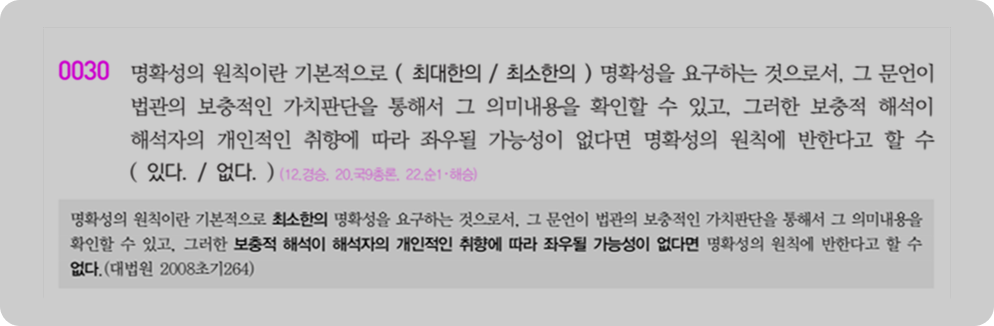 0030 명확성의 원칙이란 기본적으로 ( 최대한의 / 최소한의 ) 명확성을 요구하는 것으로서, 그 문언이
법관의 보충적인 가치판단을 통해서 그 의미내용을 확인할 수 있고, 그러한 보충적 해석이
해석자의 개인적인 취향에 따라 좌우될 가능성이 없다면 명확성의 원칙에 반한다고 할 수
( 있다. / 없다. ) (12.경승, 20.국9총론, 22.순1·해승)
명확성의 원칙이란 기본적으로 최소한의 명확성을 요구하는 것으로서, 그 문언이 법관의 보충적인 가치판단을 통해서 그 의미내용을
확인할 수 있고, 그러한 보충적 해석이 해석자의 개인적인 취향에 따라 좌우될 가능성이 없다면 명확성의 원칙에 반한다고 할 수
없다.(대법원 2008초기264)